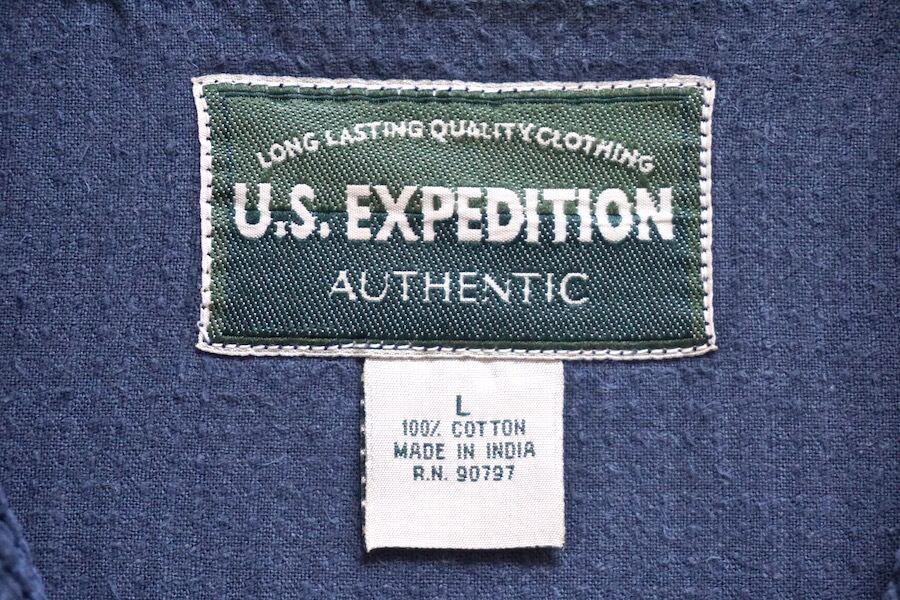 LONG LASTING QUALITY CLOTHING
U.S. EXPEDITION
AUTHENTIC
L
100% COTTON
MADE IN INDIA
R.N. 90797